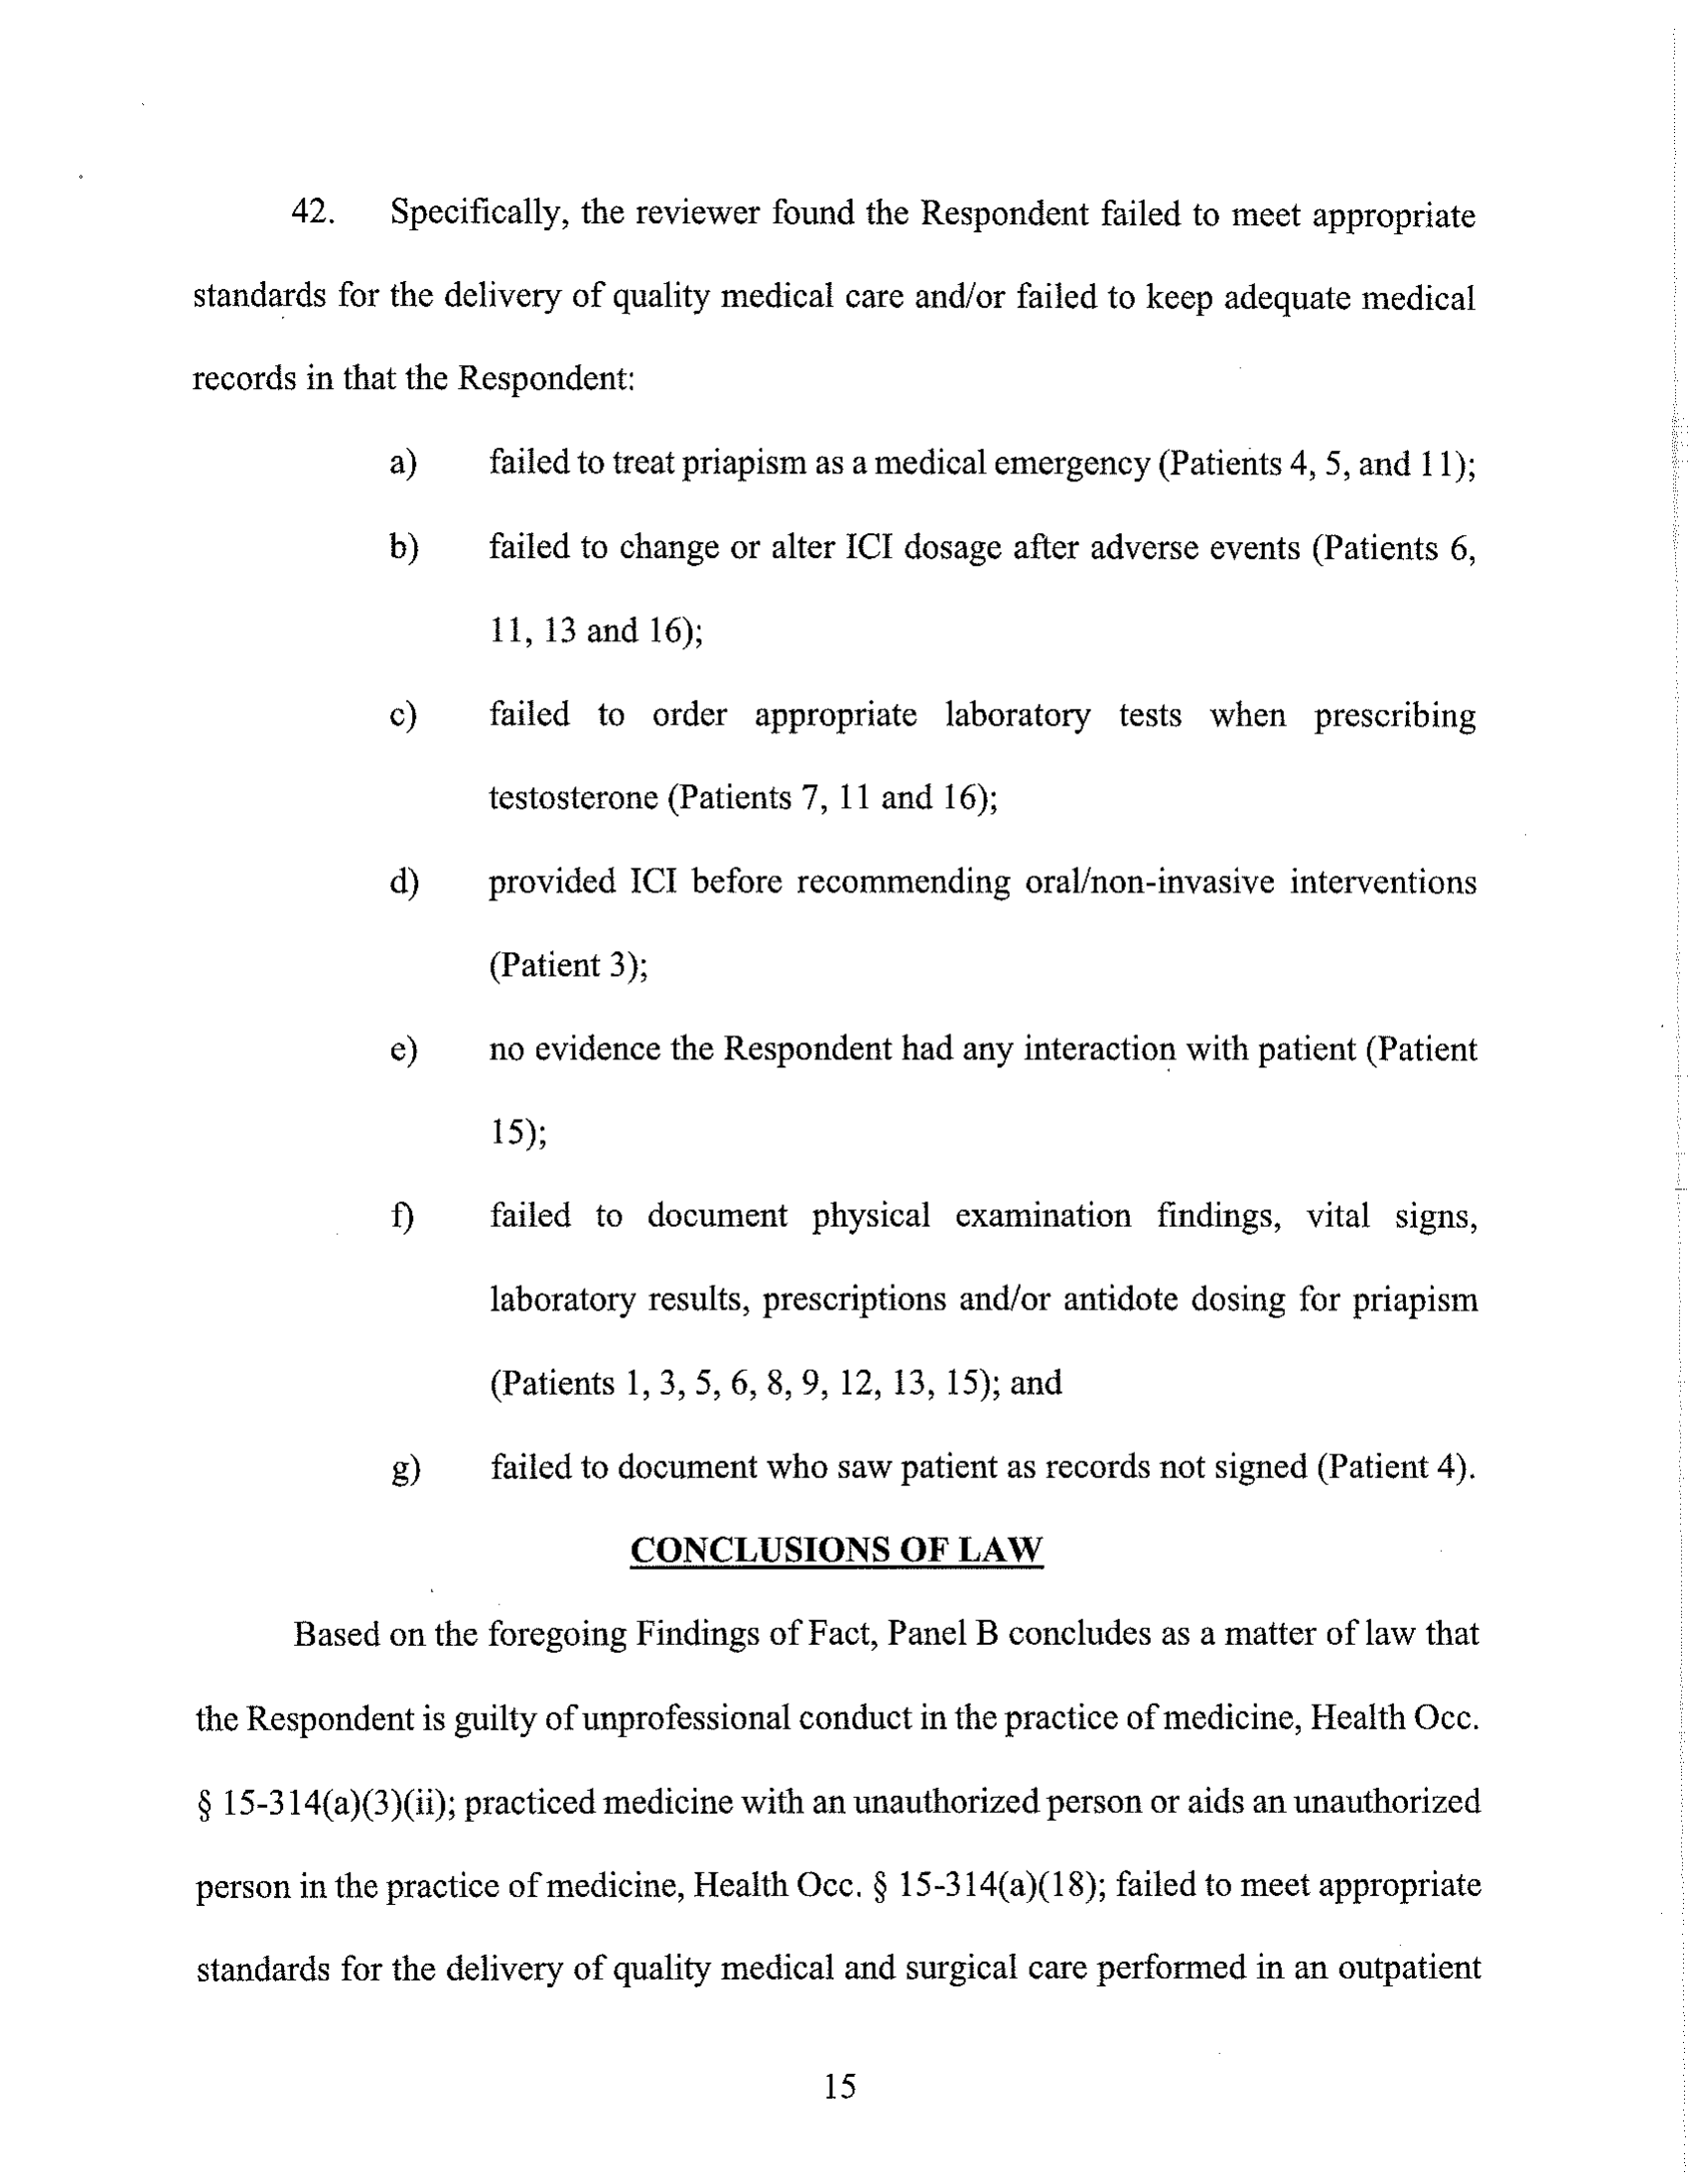 42. Specifically, the reviewer found the Respondent failed to meet appropriate
standards for the delivery of quality medical care and/or failed to keep adequate medical
records in that the Respondent:
a) failed to treat priapism as a medical emergency (Patients 4, 5, and 11);
b) failed to change or alter ICI dosage after adverse events (Patients 6,
11, 13 and 16);
c) failed to order appropriate laboratory tests when prescribing
testosterone (Patients 7, 11 and 16);
d) provided ICI before recommending oral/non-invasive interventions
(Patient 3);
e) no evidence the Respondent had any interaction with patient (Patient
15);
f) failed to document physical examination findings, vital signs,
laboratory results, prescriptions and/or antidote dosing for priapism
(Patients 1, 3, 5, 6, 8, 9, 12, 13, 15); and
g) failed to document who saw patient as records not signed (Patient 4).
CONCLUSIONS OF LAW
Based on the foregoing Findings of Fact, Panel B concludes as a matter of law that
the Respondent is guilty of unprofessional conduct in the practice of medicine, Health Occ.
§ 15-314(a)(3)(ii); practiced medicine with an unauthorized person or aids an unauthorized
person in the practice of medicine, Health Occ. § 15-314(a)(18); failed to meet appropriate
standards for the delivery of quality medical and surgical care performed in an outpatient
15